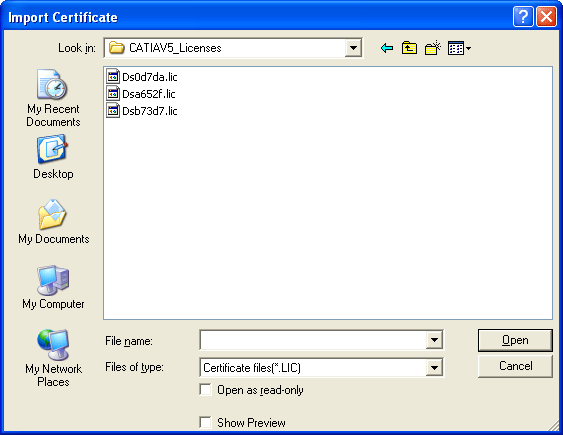 Import Certificate
Look in:
CATIAV5_Licenses
Ds0d7da.lic
Dsa652f.lic
Dsb73d7.lic
My Recent
Documents
Desktop
My Documents
My Computer
My Network
Places
File name:
Open
Files of type:
Certificate files(*.LIC)
Cancel
Open as read-only
Show Preview